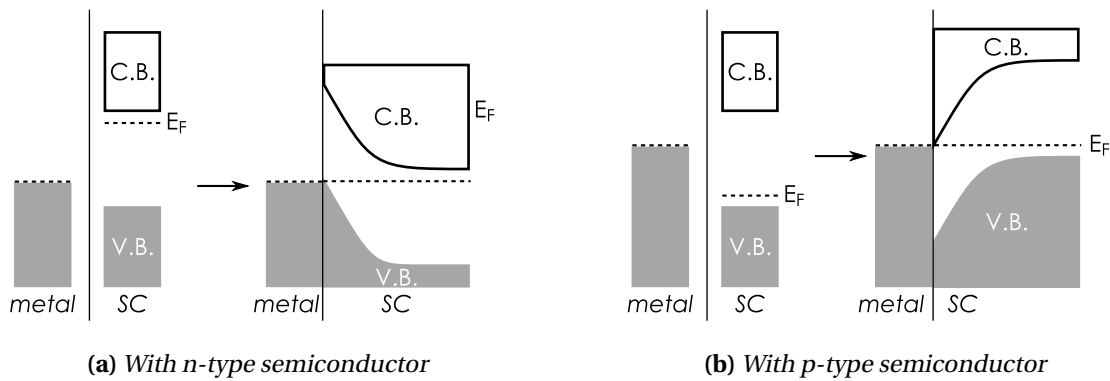 C.B.
E_F
V.B.
metal SC
C.B.
E_F
V.B.
metal SC
C.B.
E_F
V.B.
metal SC
C.B.
E_F
V.B.
metal SC
(a) With n-type semiconductor
(b) With p-type semiconductor